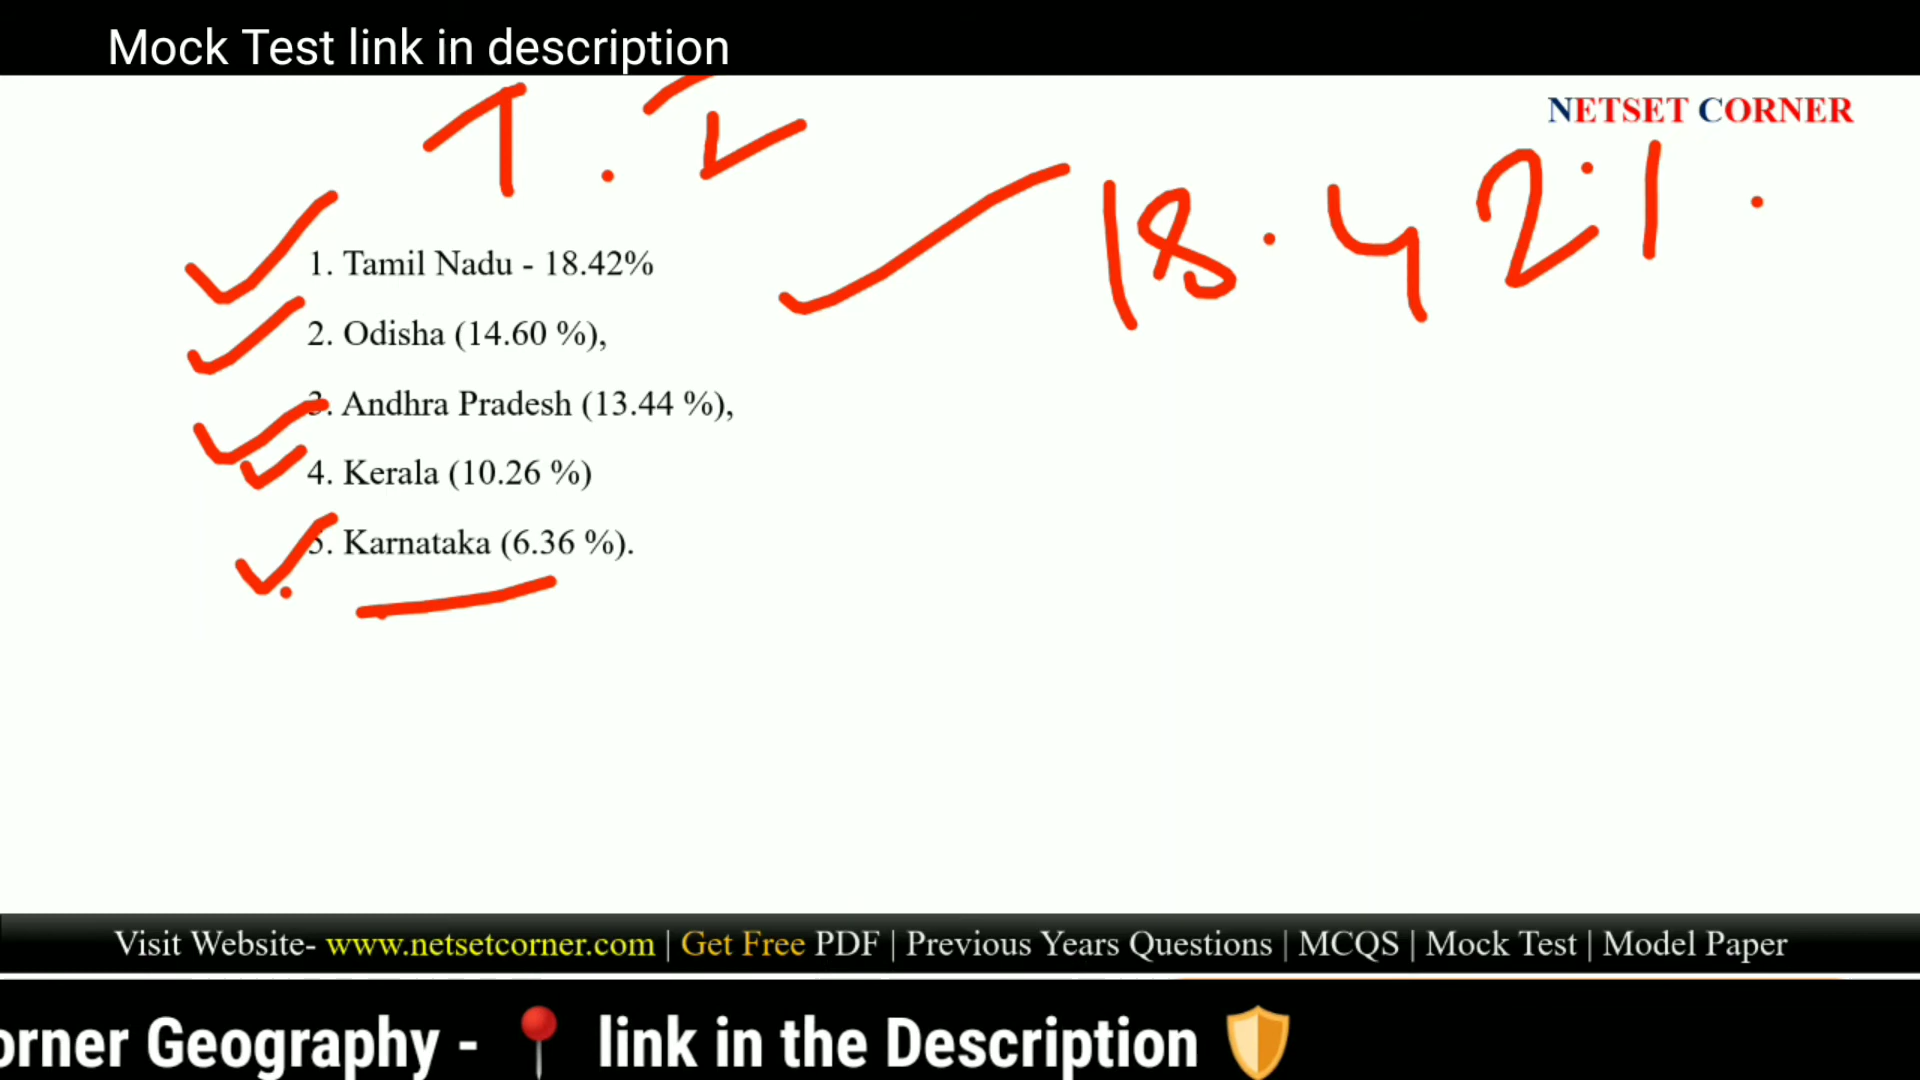 Mock Test link in description
NETSET CORNER
T.
18.42%.
1. Tamil Nadu - 18.42%
2. Odisha (14.60 %),
3. Andhra Pradesh (13.44 %),
4. Kerala (10.26 %)
5. Karnataka (6.36 %).
Visit Website- www.netsetcorner.com | Get Free PDF | Previous Years Questions | MCQS | Mock Test | Model Paper
orner Geography - 📍 link in the Description 🛡️